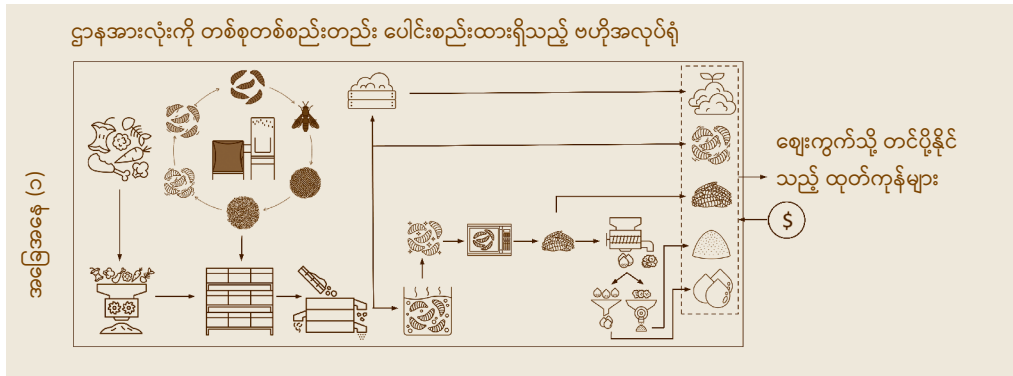 ဌာနအားလုံးကို တစ်စုတစ်စည်းတည်း ပေါင်းစည်းထားရှိသည့် ဗဟိုအလုပ်ရုံ
အခြေအနေ (၁)
ဈေးကွက်သို့ တင်ပို့နိုင်
သည့် ထုတ်ကုန်များ
$